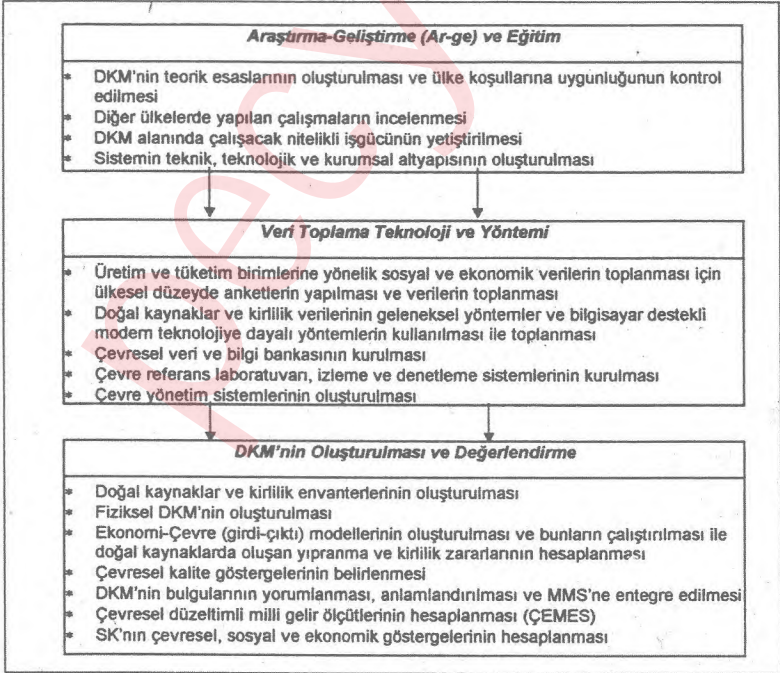 Araştırma-Geliştirme (Ar-ge) ve Eğitim
* DKM'nin teorik esaslarının oluşturulması ve ülke koşullarına uygunluğunun kontrol
edilmesi
* Diğer ülkelerde yapılan çalışmaların incelenmesi
* DKM alanında çalışacak nitelikli işgücünün yetiştirilmesi
* Sistemin teknik, teknolojik ve kurumsal altyapısının oluşturulması
Veri Toplama Teknoloji ve Yöntemi
* Üretim ve tüketim birimlerine yönelik sosyal ve ekonomik verilerin toplanması için
ülkesel düzeyde anketlerin yapılması ve verilerin toplanması
* Doğal kaynaklar ve kirlilik verilerinin geleneksel yöntemler ve bilgisayar destekli
modern teknolojiye dayalı yöntemlerin kullanılması ile toplanması
* Çevresel veri ve bilgi bankasının kurulması
* Çevre referans laboratuvarı, izleme ve denetleme sistemlerinin kurulması
* Çevre yönetim sistemlerinin oluşturulması
DKM'nin Oluşturulması ve Değerlendirme
* Doğal kaynaklar ve kirlilik envanterlerinin oluşturulması
* Fiziksel DKM'nin oluşturulması
* Ekonomi-Çevre (girdi-çıktı) modellerinin oluşturulması ve bunların çalıştırılması ile
doğal kaynaklarda oluşan yıpranma ve kirlilik zararlarının hesaplanması
* Çevresel kalite göstergelerinin belirlenmesi
* DKM'nin bulgularının yorumlanması, anlamlandırılması ve MMS'ne entegre edilmesi
* Çevresel düzeltimli milli gelir ölçütlerinin hesaplanması (ÇEMES)
* SK'nın çevresel, sosyal ve ekonomik göstergelerinin hesaplanması